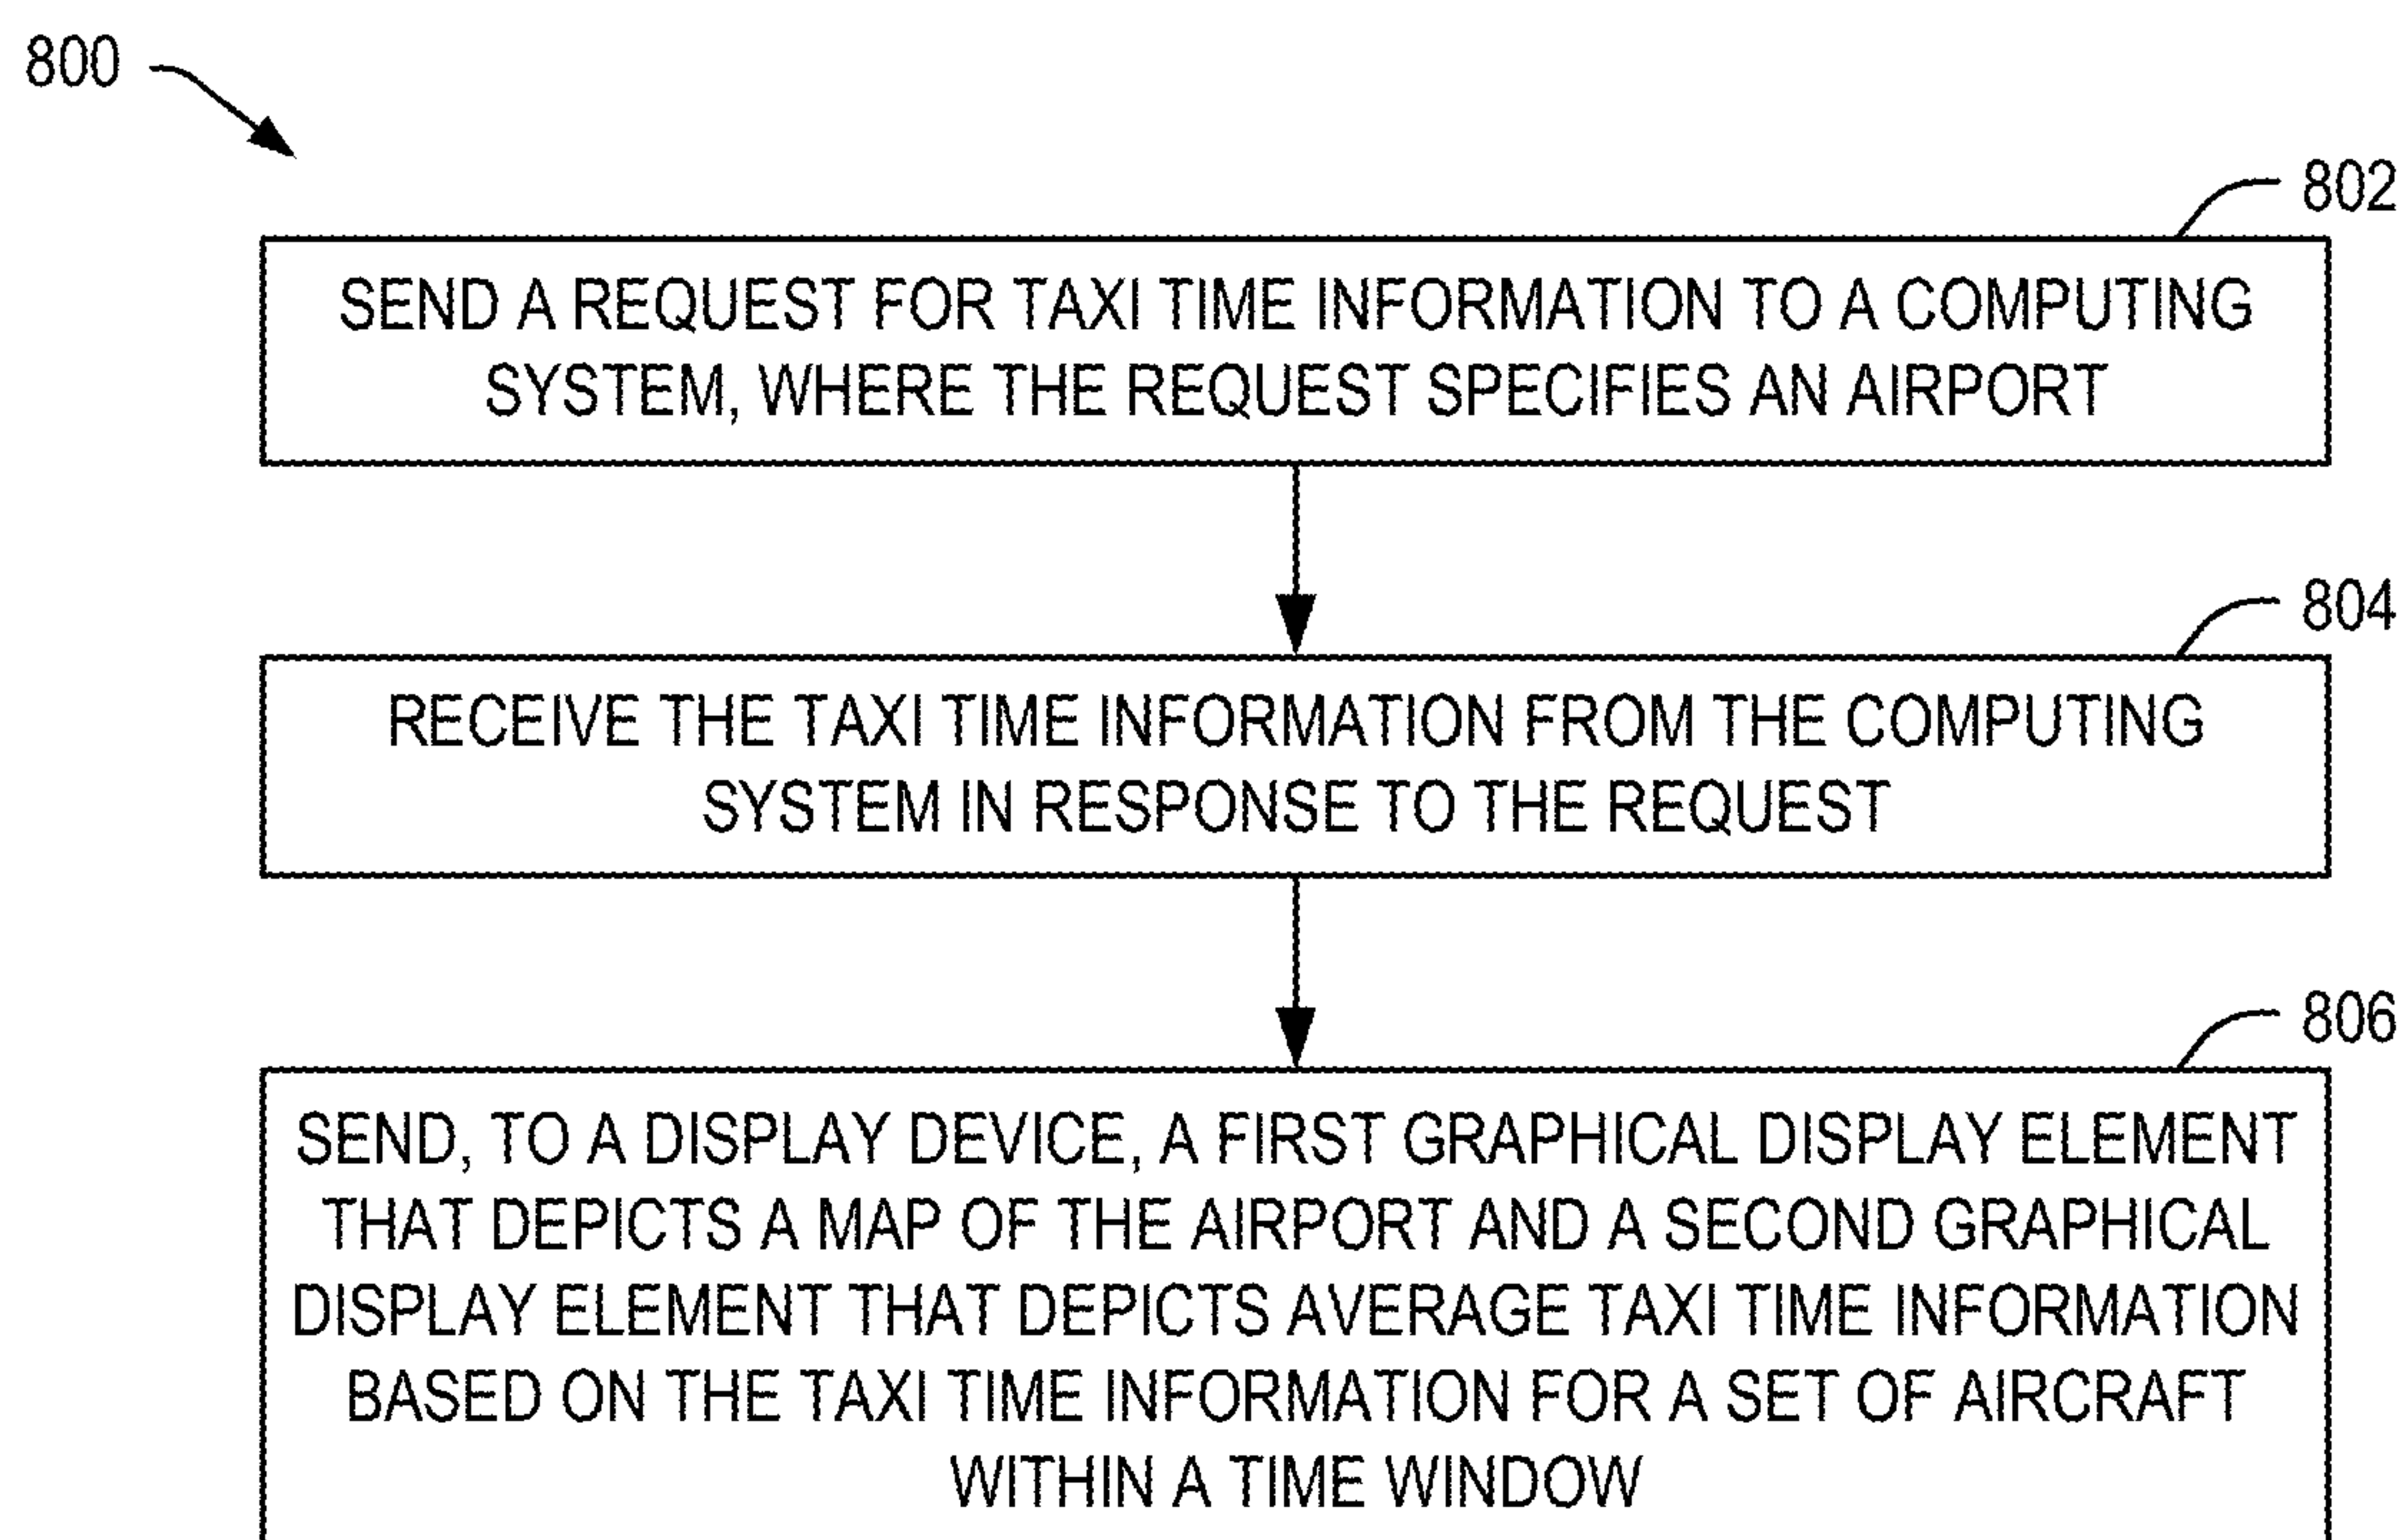 800
802
SEND A REQUEST FOR TAXI TIME INFORMATION TO A COMPUTING
SYSTEM, WHERE THE REQUEST SPECIFIES AN AIRPORT
804
RECEIVE THE TAXI TIME INFORMATION FROM THE COMPUTING
SYSTEM IN RESPONSE TO THE REQUEST
806
SEND, TO A DISPLAY DEVICE, A FIRST GRAPHICAL DISPLAY ELEMENT
THAT DEPICTS A MAP OF THE AIRPORT AND A SECOND GRAPHICAL
DISPLAY ELEMENT THAT DEPICTS AVERAGE TAXI TIME INFORMATION
BASED ON THE TAXI TIME INFORMATION FOR A SET OF AIRCRAFT
WITHIN A TIME WINDOW